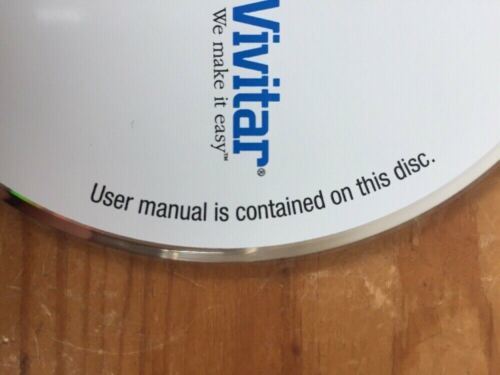 Vivitar®
We make it easy™
User manual is contained on this disc.